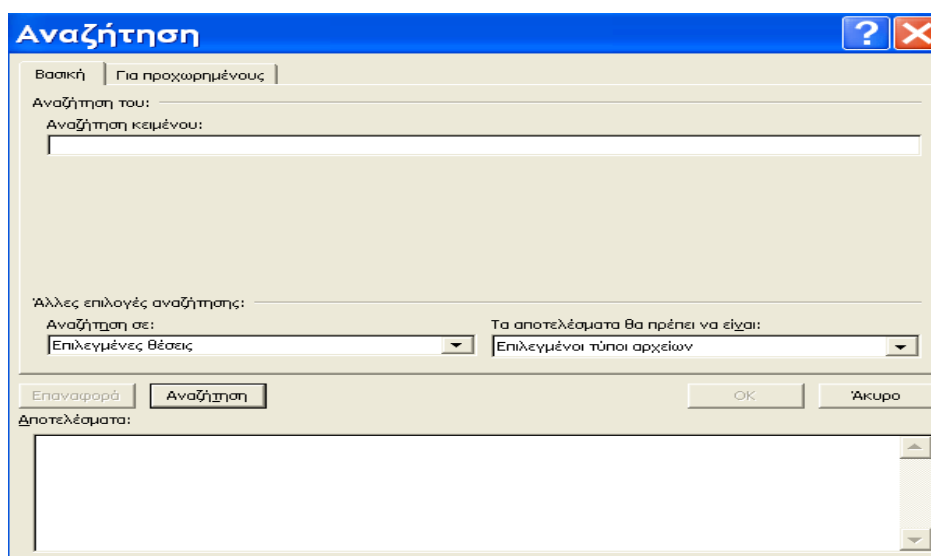 Αναζήτηση
Βασική Για προχωρημένους
Αναζήτηση του:
Αναζήτηση κειμένου:
Άλλες επιλογές αναζήτησης:
Αναζήτηση σε: Τα αποτελέσματα θα πρέπει να είναι:
Επιλεγμένες θέσεις Επιλεγμένοι τύποι αρχείων
Επαναφορά Αναζήτηση OK Άκυρο
Αποτελέσματα: